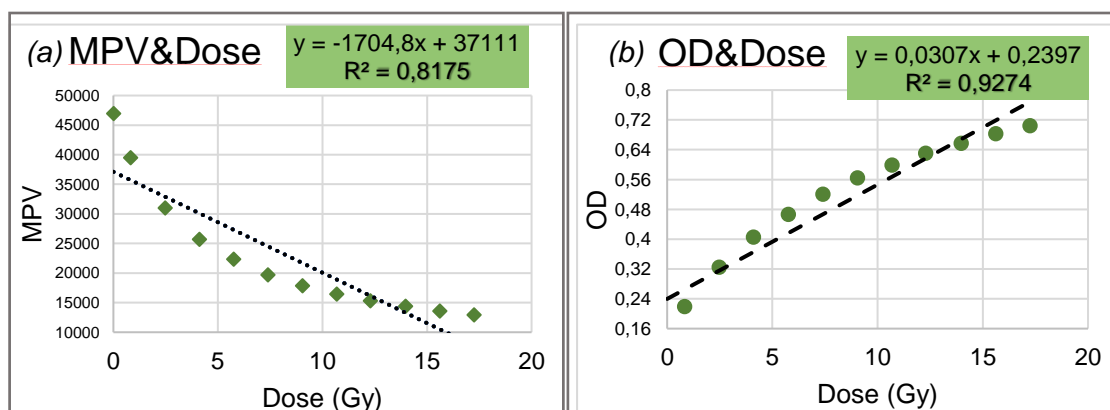 (a) MPV&Dose
y = -1704,8x + 37111
R² = 0,8175
50000
45000
40000
35000
30000
25000
20000
15000
10000
MPV
0 5 10 15 20
Dose (Gy)
(b) OD&Dose
y = 0,0307x + 0,2397
R² = 0,9274
0,8
0,72
0,64
0,56
0,48
0,4
0,32
0,24
0,16
OD
0 5 10 15 20
Dose (Gy)